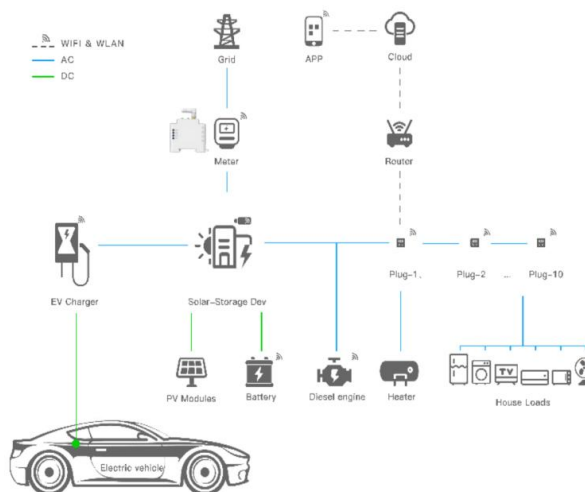 WIFI & WLAN
AC
DC
Grid
APP
Cloud
Meter
Router
EV Charger
Solar-Storage Dev
Plug-1、
Plug-2
...
Plug-10
PV Modules
Battery
Diesel engine
Heater
TV
House Loads
Electric vehicle